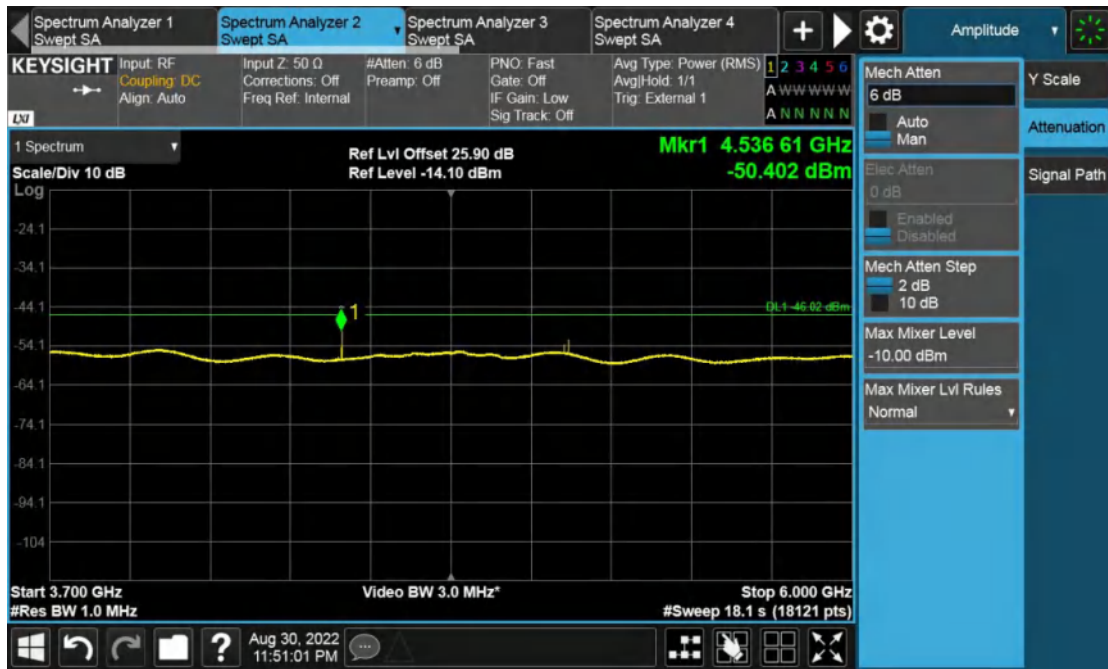 Spectrum Analyzer 1
Swept SA
Spectrum Analyzer 2
Swept SA
Spectrum Analyzer 3
Swept SA
Spectrum Analyzer 4
Swept SA
+
Amplitude
KEYSIGHT
LXI
Input: RF
Coupling: DC
Align: Auto
Input Z: 50 Ω
Corrections: Off
Freq Ref: Internal
#Atten: 6 dB
Preamp: Off
PNO: Fast
Gate: Off
IF Gain: Low
Sig Track: Off
Avg Type: Power (RMS)
Avg|Hold: 1/1
Trig: External 1
1 2 3 4 5 6
A W W W W W
A N N N N N
1 Spectrum
Scale/Div 10 dB
Log
Ref Lvl Offset 25.90 dB
Ref Level -14.10 dBm
Mkr1 4.536 61 GHz
-50.402 dBm
-24.1
-34.1
-44.1
DL1 -46.02 dBm
1
-54.1
-64.1
-74.1
-84.1
-94.1
-104
Start 3.700 GHz
#Res BW 1.0 MHz
Video BW 3.0 MHz*
Stop 6.000 GHz
#Sweep 18.1 s (18121 pts)
Mech Atten
6 dB
Auto
Man
Elec Atten
0 dB
Enabled
Disabled
Mech Atten Step
2 dB
10 dB
Max Mixer Level
-10.00 dBm
Max Mixer Lvl Rules
Normal
Y Scale
Attenuation
Signal Path
?
Aug 30, 2022
11:51:01 PM